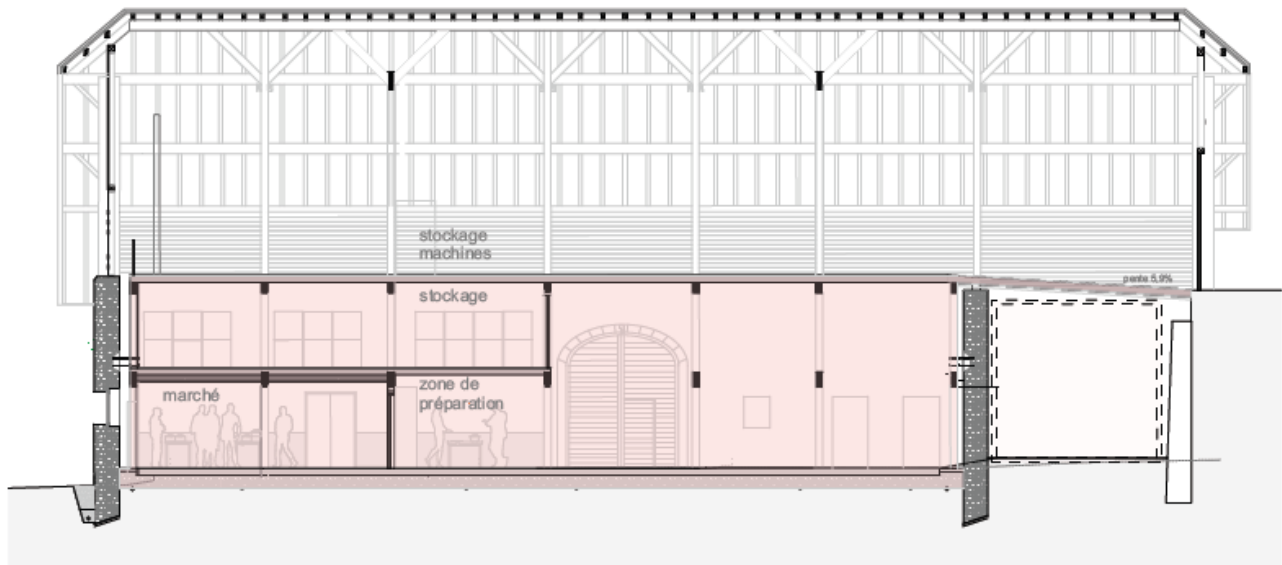 stockage
machines
pente 5,9%
stockage
marché
zone de
préparation